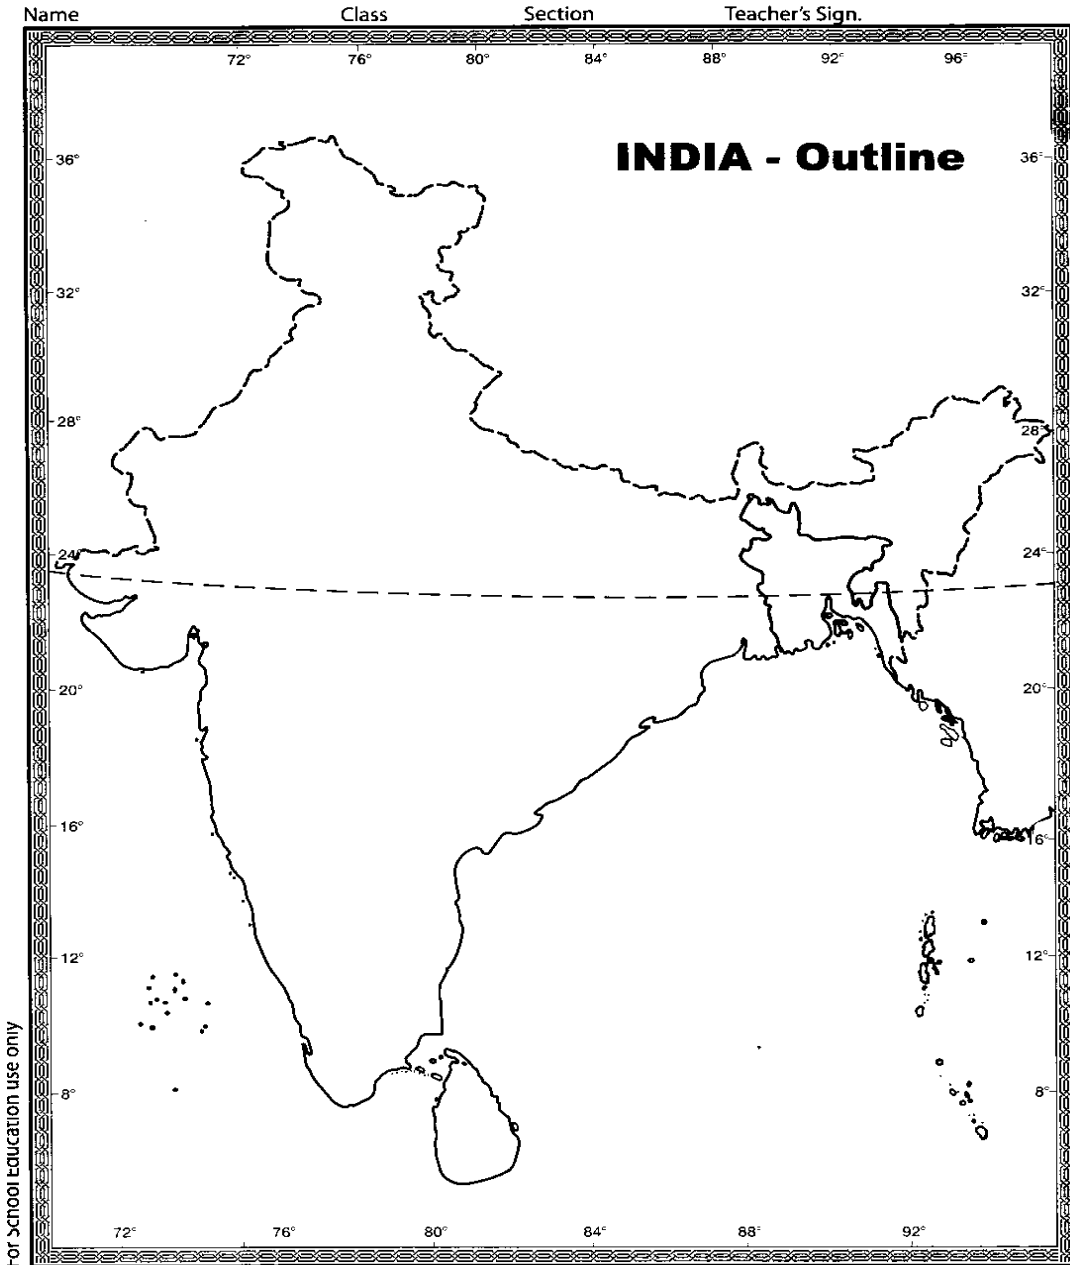 Name Class Section Teacher's Sign.
72° 76° 80° 84° 88° 92° 96°
INDIA - Outline
36° 36°
32° 32°
28° 28°
24° 24°
20° 20°
16° 16°
12° 12°
8° 8°
72° 76° 80° 84° 88° 92°
For School Education use only